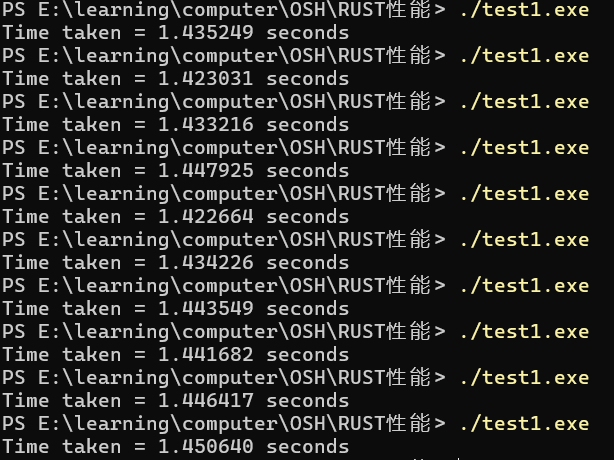 PS E:\learning\computer\OSH\RUST性能> ./test1.exe
Time taken = 1.435249 seconds
PS E:\learning\computer\OSH\RUST性能> ./test1.exe
Time taken = 1.423031 seconds
PS E:\learning\computer\OSH\RUST性能> ./test1.exe
Time taken = 1.433216 seconds
PS E:\learning\computer\OSH\RUST性能> ./test1.exe
Time taken = 1.447925 seconds
PS E:\learning\computer\OSH\RUST性能> ./test1.exe
Time taken = 1.422664 seconds
PS E:\learning\computer\OSH\RUST性能> ./test1.exe
Time taken = 1.434226 seconds
PS E:\learning\computer\OSH\RUST性能> ./test1.exe
Time taken = 1.443549 seconds
PS E:\learning\computer\OSH\RUST性能> ./test1.exe
Time taken = 1.441682 seconds
PS E:\learning\computer\OSH\RUST性能> ./test1.exe
Time taken = 1.446417 seconds
PS E:\learning\computer\OSH\RUST性能> ./test1.exe
Time taken = 1.450640 seconds